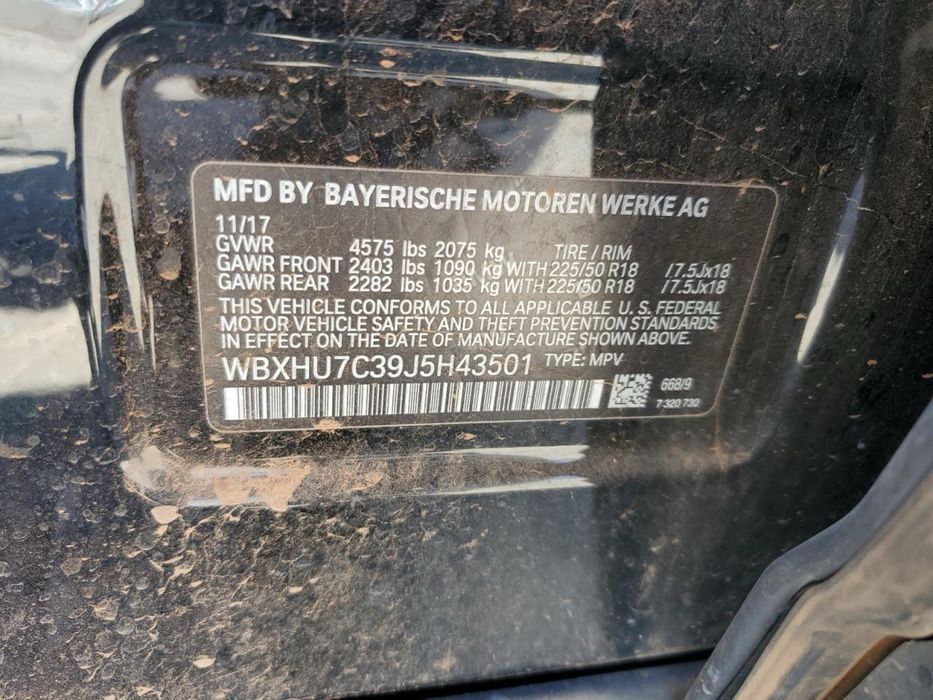 MFD BY BAYERISCHE MOTOREN WERKE AG
11/17
GVWR 4575 lbs 2075 kg TIRE / RIM
GAWR FRONT 2403 lbs 1090 kg WITH 225/50 R18 /7.5Jx18
GAWR REAR 2282 lbs 1035 kg WITH 225/50 R18 /7.5Jx18
THIS VEHICLE CONFORMS TO ALL APPLICABLE U. S. FEDERAL
MOTOR VEHICLE SAFETY AND THEFT PREVENTION STANDARDS
IN EFFECT ON THE DATE OF MANUFACTURE SHOWN ABOVE.
WBXHU7C39J5H43501 TYPE: MPV
668/9
7 320 730